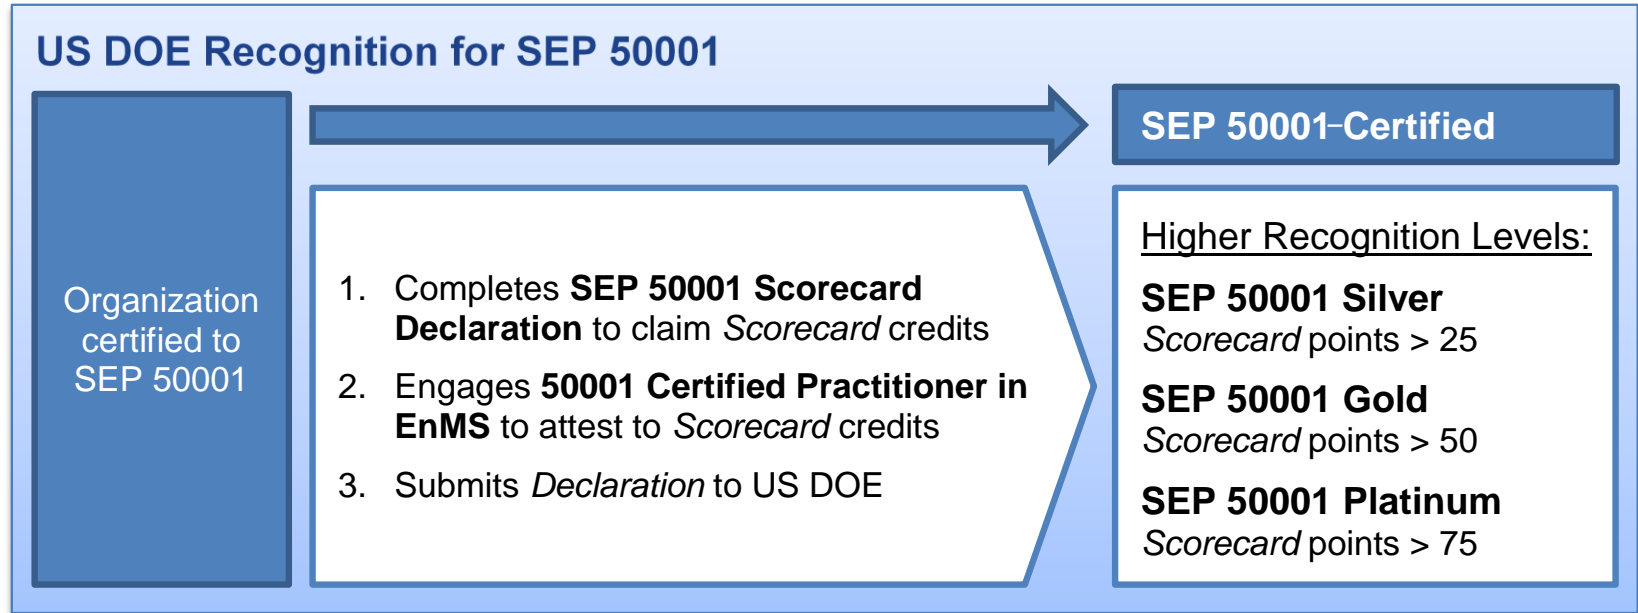 US DOE Recognition for SEP 50001
Organization
certified to
SEP 50001
SEP 50001–Certified
1. Completes SEP 50001 Scorecard
Declaration to claim Scorecard credits
2. Engages 50001 Certified Practitioner in
EnMS to attest to Scorecard credits
3. Submits Declaration to US DOE
Higher Recognition Levels:
SEP 50001 Silver
Scorecard points > 25
SEP 50001 Gold
Scorecard points > 50
SEP 50001 Platinum
Scorecard points > 75